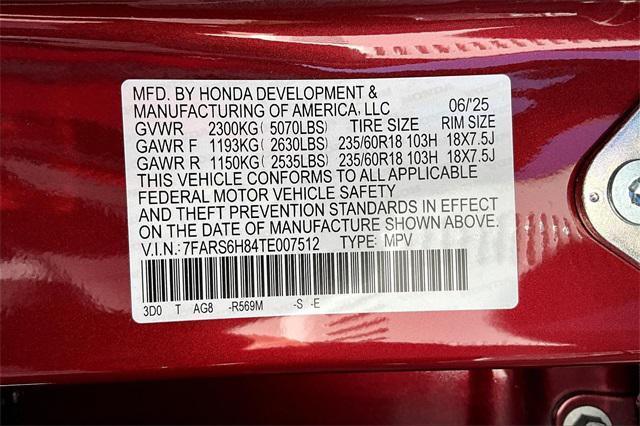 MFD. BY HONDA DEVELOPMENT &
MANUFACTURING OF AMERICA, LLC 06/'25
GVWR 2300KG( 5070LBS) TIRE SIZE RIM SIZE
GAWR F 1193KG( 2630LBS) 235/60R18 103H 18X7.5J
GAWR R 1150KG( 2535LBS) 235/60R18 103H 18X7.5J
THIS VEHICLE CONFORMS TO ALL APPLICABLE
FEDERAL MOTOR VEHICLE SAFETY
AND THEFT PREVENTION STANDARDS IN EFFECT
ON THE DATE OF MANUFACTURE SHOWN ABOVE.
V.I.N.: 7FARS6H84TE007512 TYPE: MPV
3D0 T AG8 -R569M -S -E